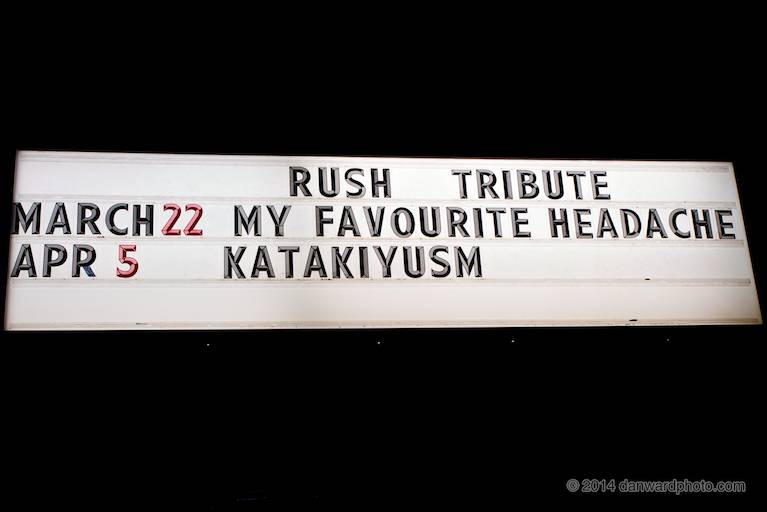 RUSH TRIBUTE
MARCH 22 MY FAVOURITE HEADACHE
APR 5 KATAKIYUSM
© 2014 danwardphoto.com